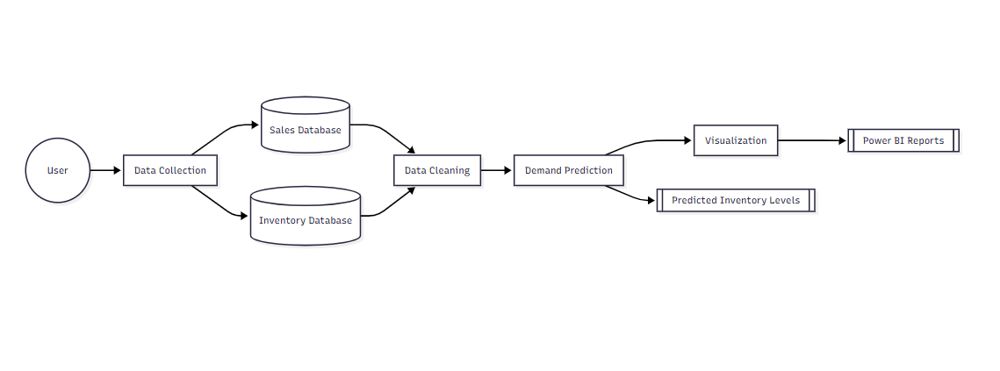 User
Data Collection
Sales Database
Inventory Database
Data Cleaning
Demand Prediction
Visualization
Power BI Reports
Predicted Inventory Levels